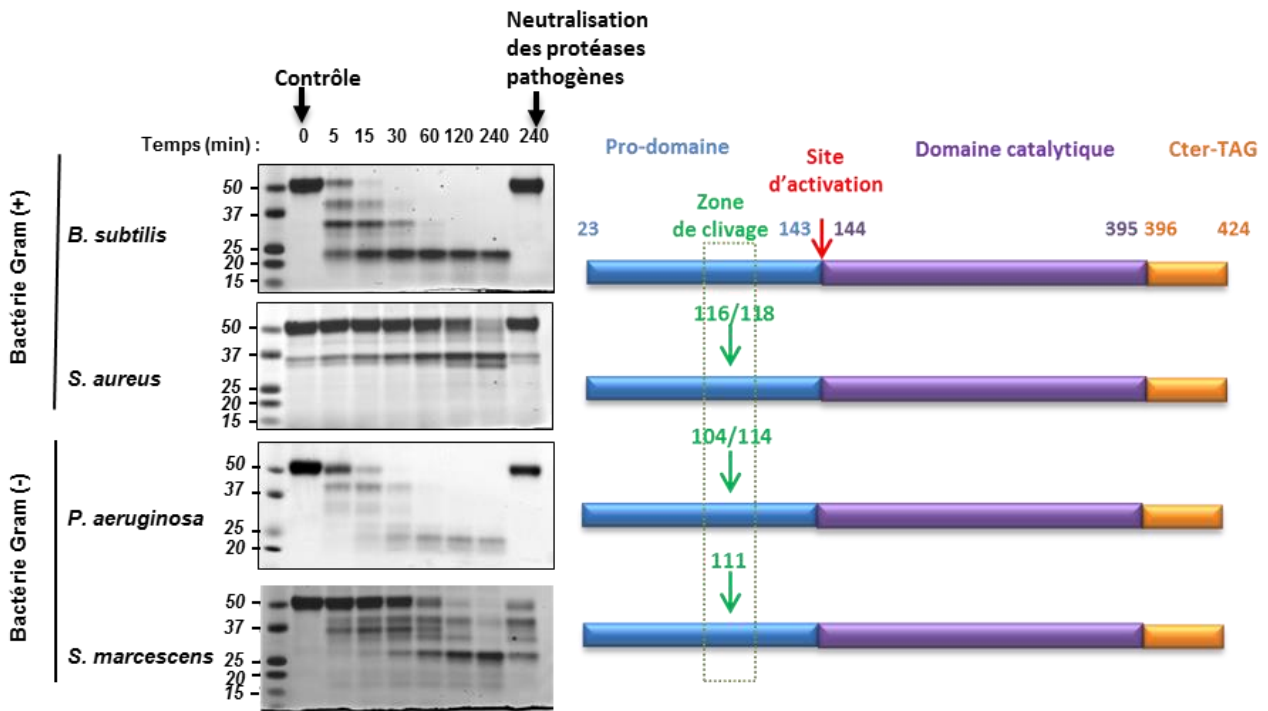 Neutralisation
des protéases
pathogènes
Contrôle
Temps (min) : 0 5 15 30 60 120 240 240
Bactérie Gram (+)
B. subtilis
50
37
25
20
15
S. aureus
50
37
25
20
15
Bactérie Gram (-)
P. aeruginosa
50
37
25
20
S. marcescens
50
37
25
20
15
Pro-domaine
Site
d’activation
Domaine catalytique
Cter-TAG
Zone
de clivage
23 143 144 395 396 424
116/118
104/114
111